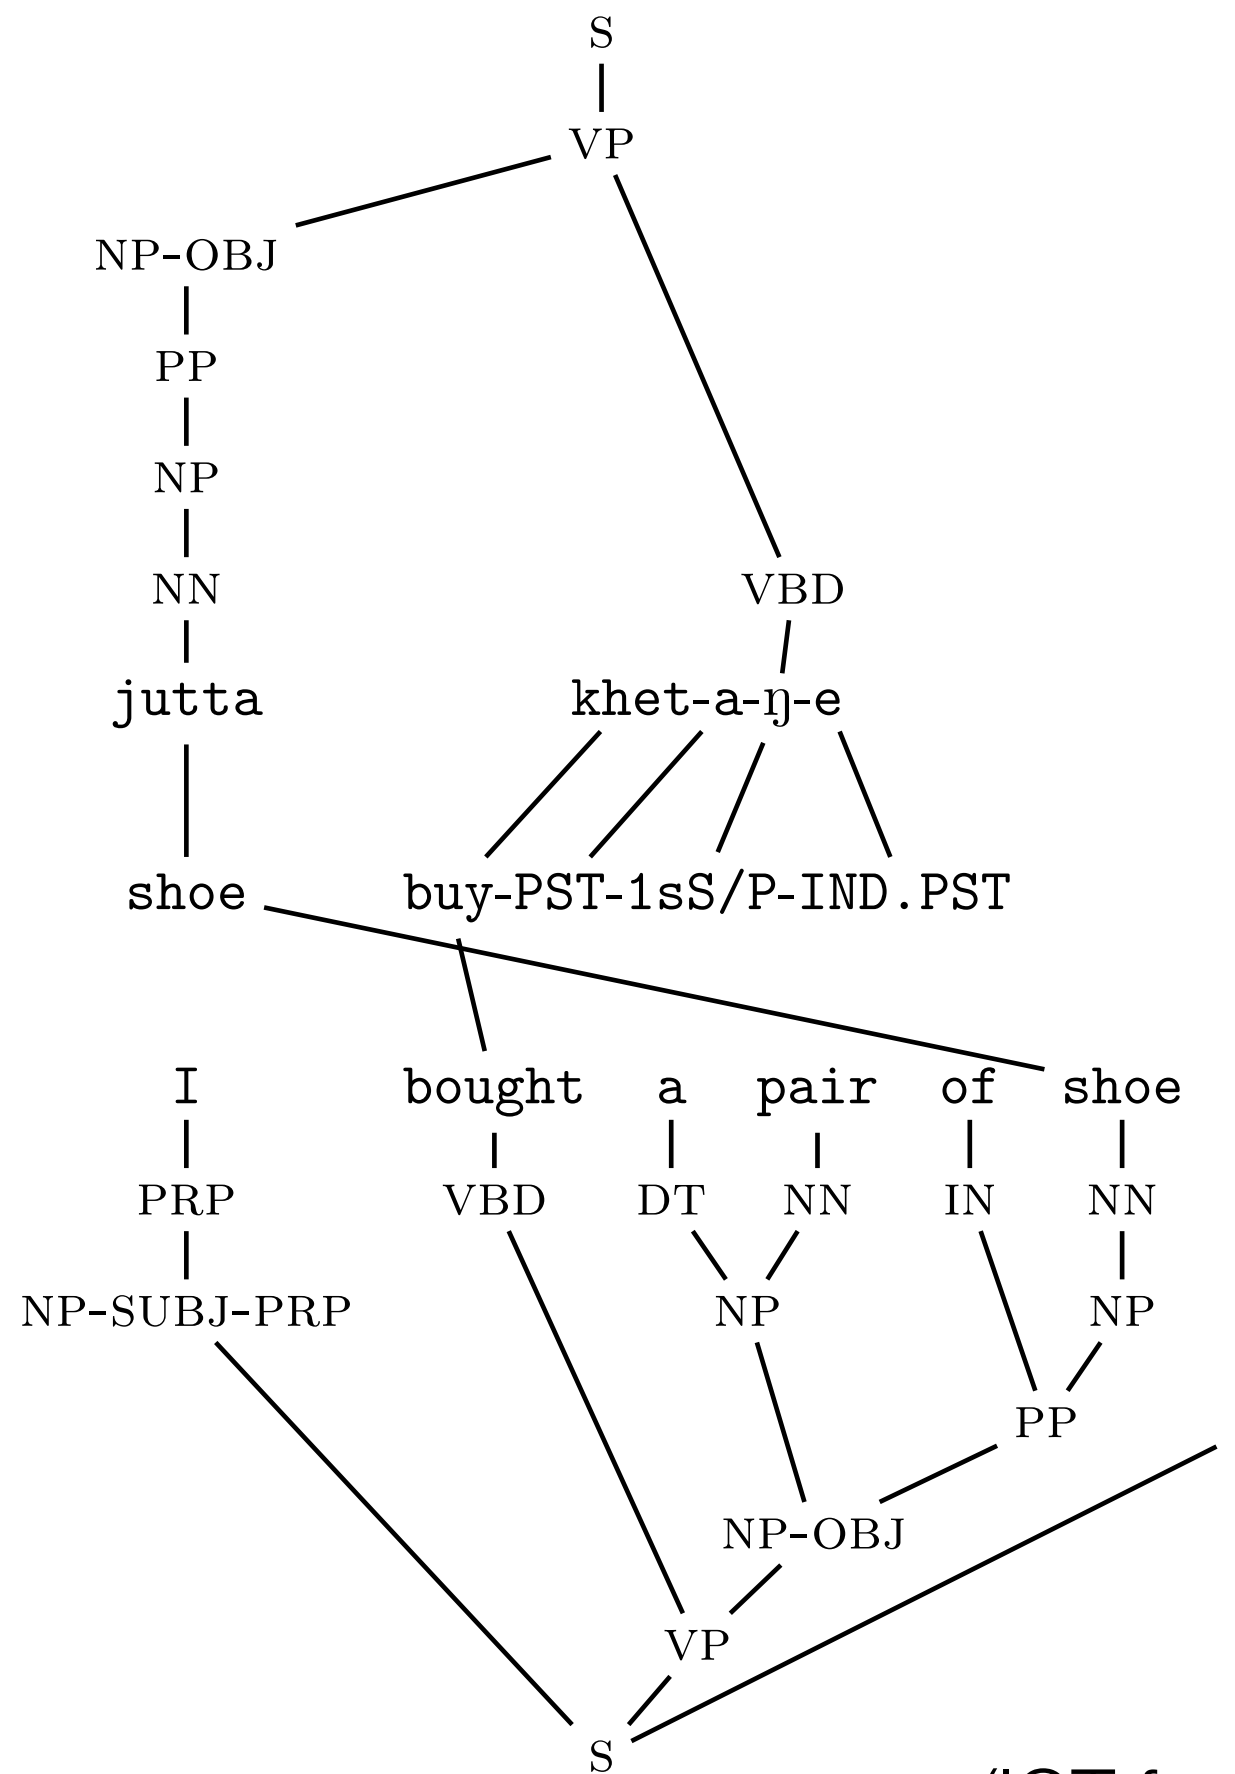 S
VP
NP-OBJ
PP
NP
NN
VBD
jutta khet-a-ŋ-e
shoe buy-PST-1sS/P-IND.PST
I bought a pair of shoe
PRP VBD DT NN IN NN
NP-SUBJ-PRP NP NP
PP
NP-OBJ
VP
S